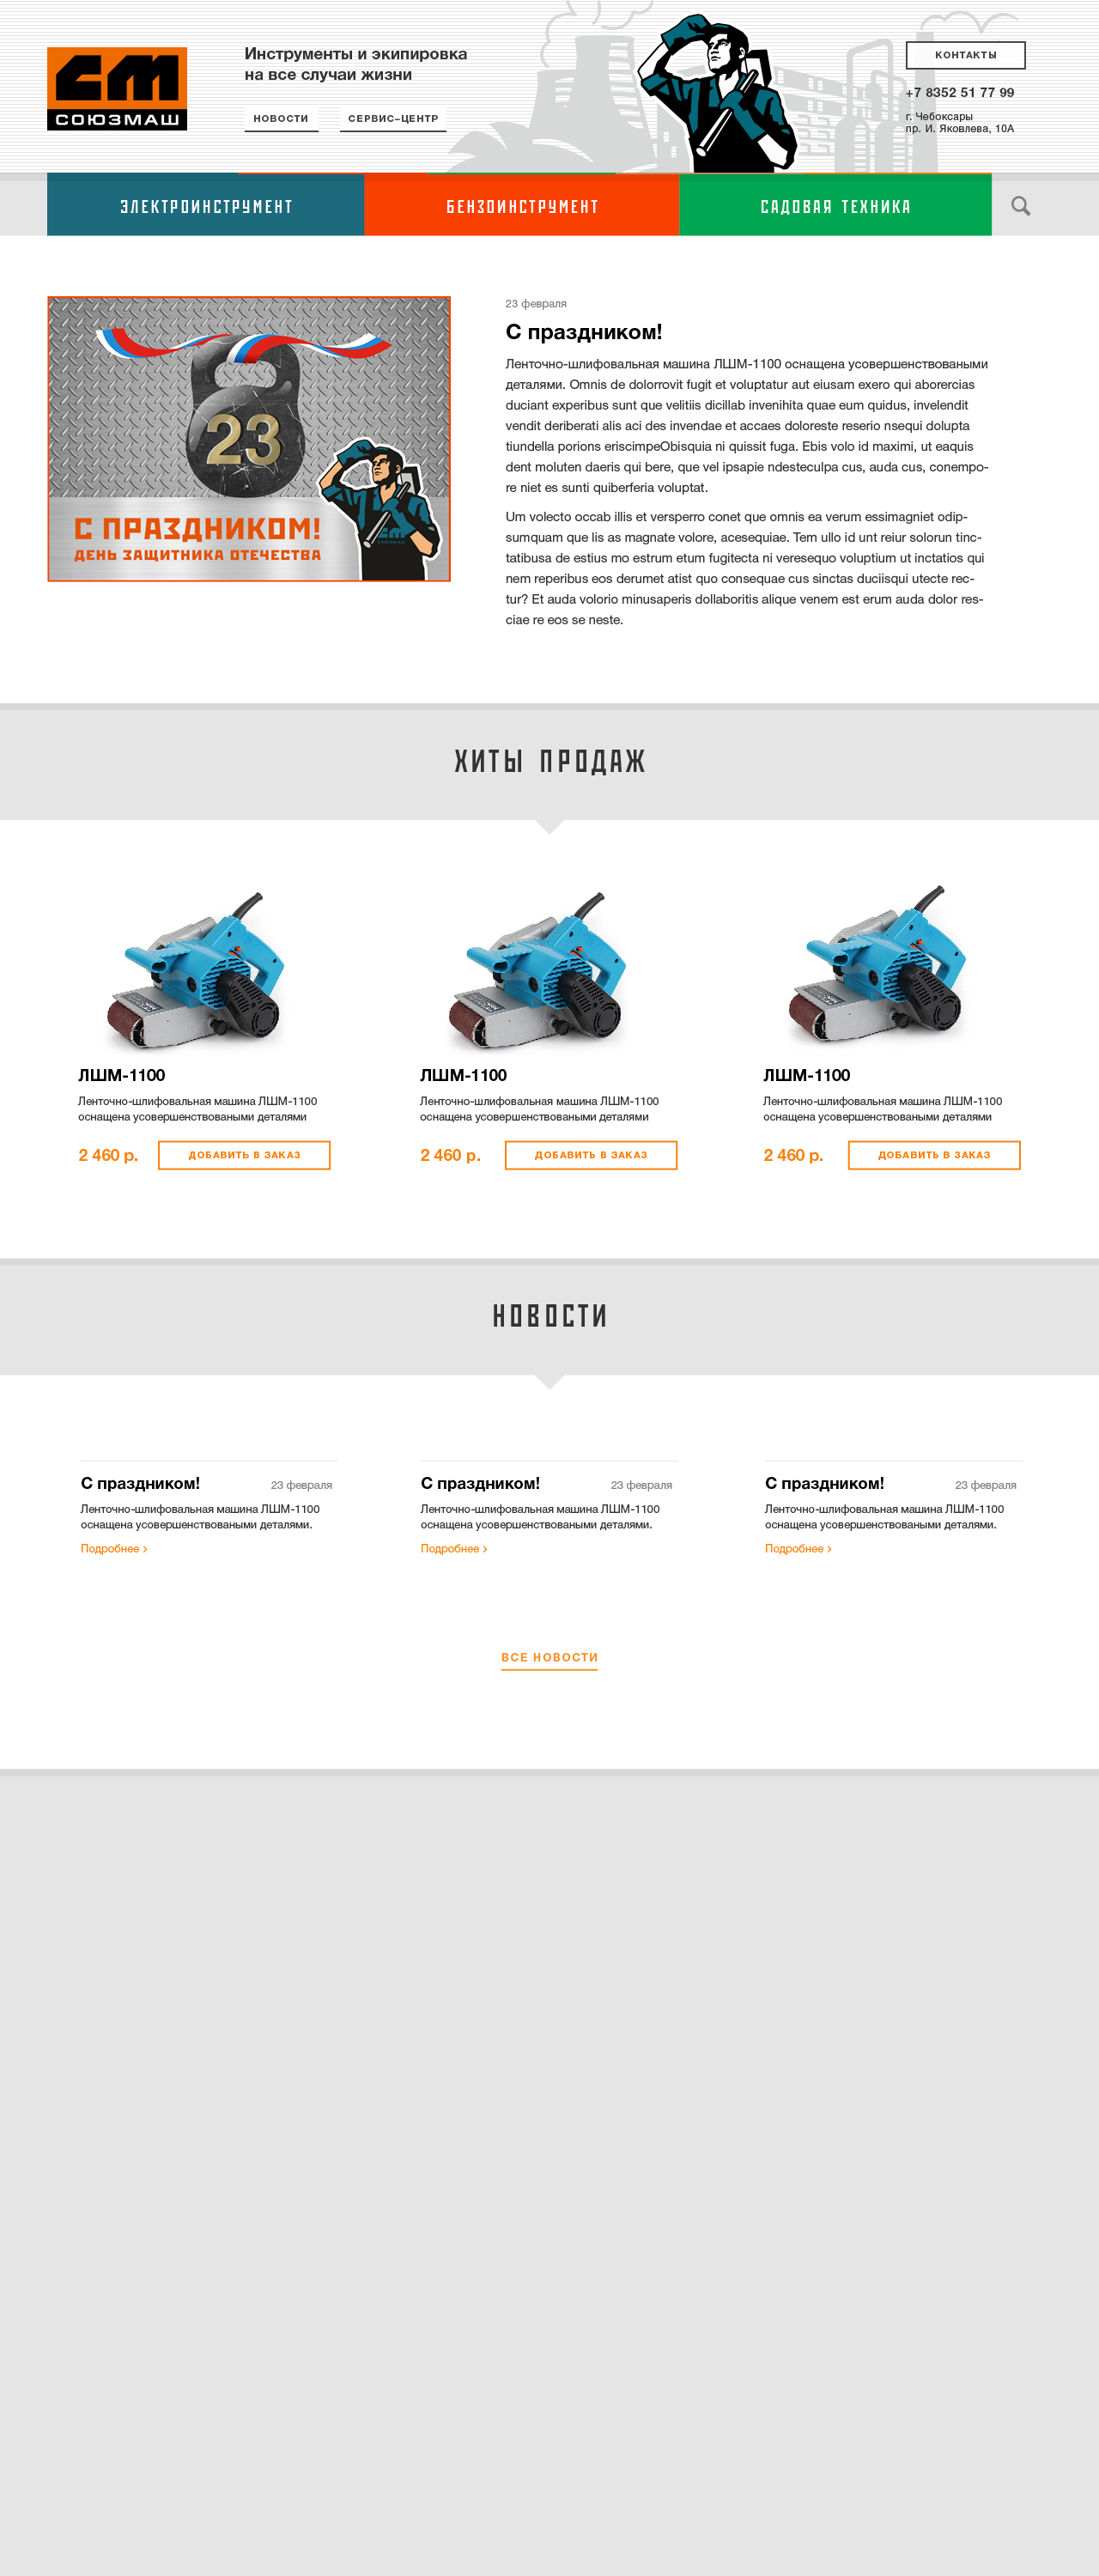 СМ
СОЮЗМАШ
Инструменты и экипировка
на все случаи жизни
НОВОСТИ
СЕРВИС–ЦЕНТР
КОНТАКТЫ
+7 8352 51 77 99
г. Чебоксары
пр. И. Яковлева, 10А
ЭЛЕКТРОИНСТРУМЕНТ
БЕНЗОИНСТРУМЕНТ
САДОВАЯ ТЕХНИКА
23
С ПРАЗДНИКОМ!
ДЕНЬ ЗАЩИТНИКА ОТЕЧЕСТВА
23 февраля
С праздником!
Ленточно-шлифовальная машина ЛШМ-1100 оснащена усовершенствоваными
деталями. Omnis de dolorrovit fugit et voluptatur aut eiusam exero qui aborercias
duciant experibus sunt que velitiis dicillab invenihita quae eum quidus, invelendit
vendit deriberati alis aci des invendae et accaes doloreste reserio nsequi dolupta
tiundella porions eriscimpeObisquia ni quissit fuga. Ebis volo id maximi, ut eaquis
dent moluten daeris qui bere, que vel ipsapie ndesteculpa cus, auda cus, conempo-
re niet es sunti quiberferia voluptat.
Um volecto occab illis et versperro conet que omnis ea verum essimagniet odip-
sumquam que lis as magnate volore, acesequiae. Tem ullo id unt reiur solorun tinc-
tatibusa de estius mo estrum etum fugitecta ni veresequo voluptium ut inctatios qui
nem reperibus eos derumet atist quo consequae cus sinctas duciisqui utecte rec-
tur? Et auda volorio minusaperis dollaboritis alique venem est erum auda dolor res-
ciae re eos se neste.
ХИТЫ ПРОДАЖ
ЛШМ-1100
Ленточно-шлифовальная машина ЛШМ-1100
оснащена усовершенствоваными деталями
2 460 р.
ДОБАВИТЬ В ЗАКАЗ
ЛШМ-1100
Ленточно-шлифовальная машина ЛШМ-1100
оснащена усовершенствоваными деталями
2 460 р.
ДОБАВИТЬ В ЗАКАЗ
ЛШМ-1100
Ленточно-шлифовальная машина ЛШМ-1100
оснащена усовершенствоваными деталями
2 460 р.
ДОБАВИТЬ В ЗАКАЗ
НОВОСТИ
С праздником!
23 февраля
Ленточно-шлифовальная машина ЛШМ-1100
оснащена усовершенствоваными деталями.
Подробнее ›
С праздником!
23 февраля
Ленточно-шлифовальная машина ЛШМ-1100
оснащена усовершенствоваными деталями.
Подробнее ›
С праздником!
23 февраля
Ленточно-шлифовальная машина ЛШМ-1100
оснащена усовершенствоваными деталями.
Подробнее ›
ВСЕ НОВОСТИ